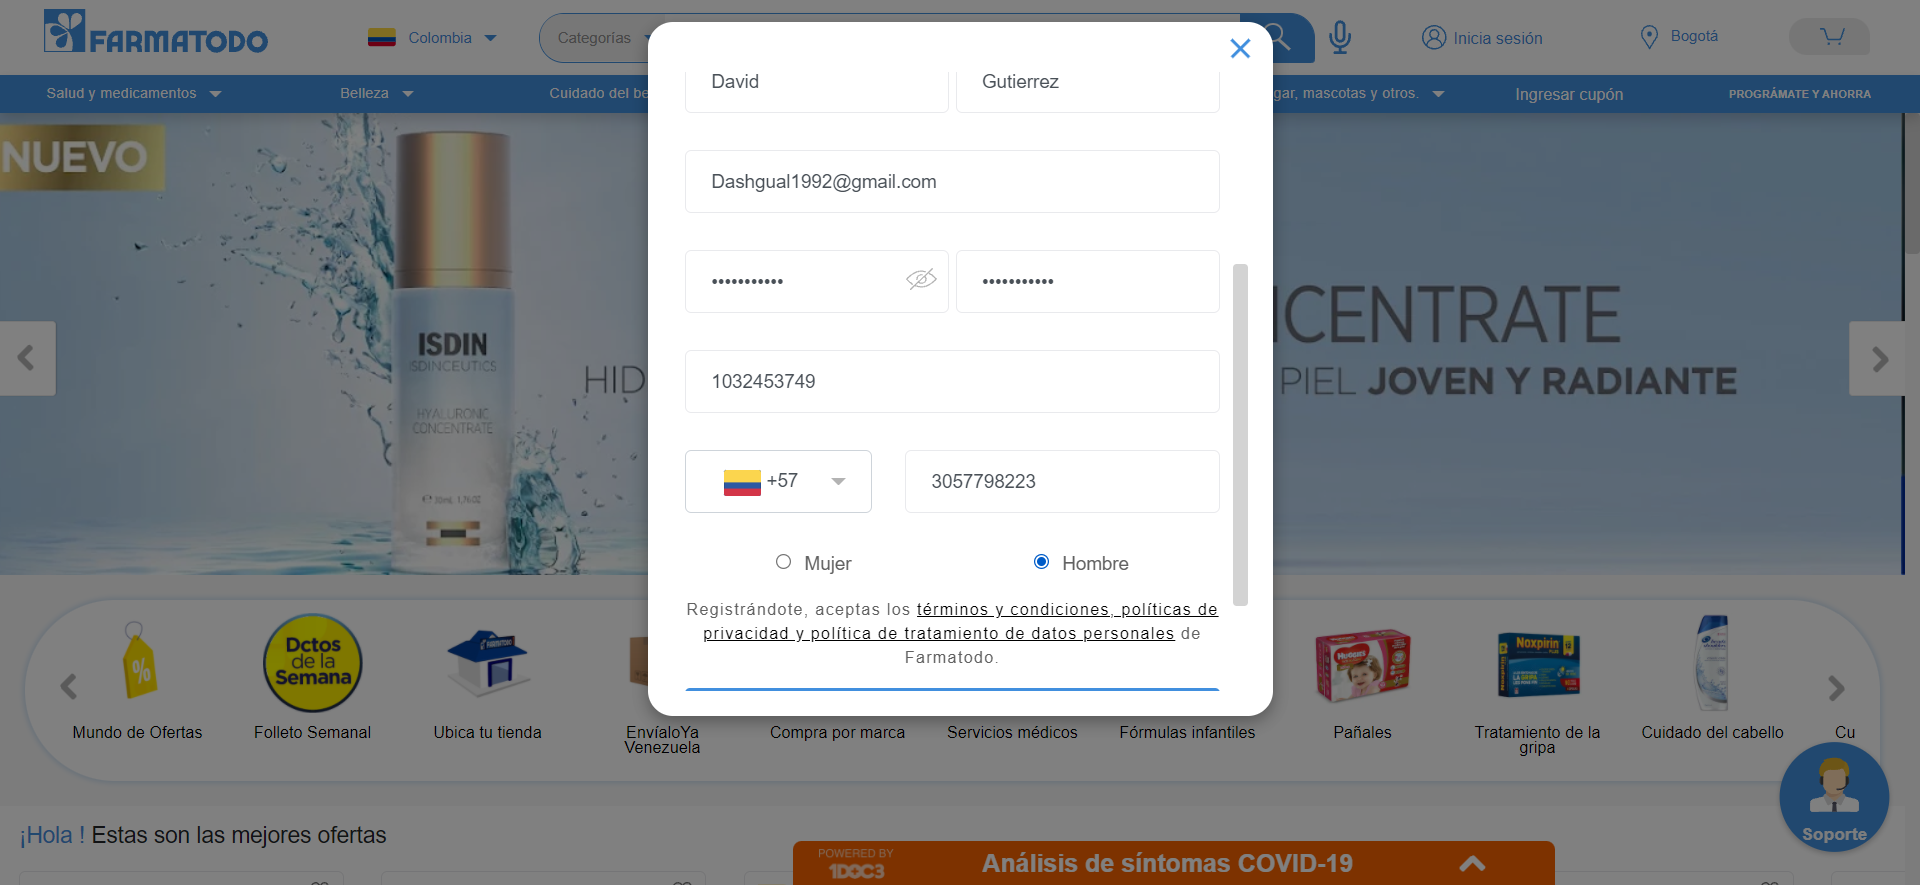 FARMATODO
Colombia
Categorías
Inicia sesión
Bogotá
Salud y medicamentos
Belleza
Cuidado del be
gar, mascotas y otros.
Ingresar cupón
PROGRÁMATE Y AHORRA
David
Gutierrez
Dashgual1992@gmail.com
•••••••••••
•••••••••••
1032453749
+57
3057798223
Mujer
Hombre
Registrándote, aceptas los términos y condiciones, políticas de
privacidad y política de tratamiento de datos personales de
Farmatodo.
NUEVO
ISDIN
ISDINCEUTICS
HYALURONIC
CONCENTRATE
HID
NCENTRATE
PIEL JOVEN Y RADIANTE
%
Dctos
de la
Semana
FARMATODO
HUGGIES
Noxpirin
Mundo de Ofertas
Folleto Semanal
Ubica tu tienda
EnvíaloYa
Venezuela
Compra por marca
Servicios médicos
Fórmulas infantiles
Pañales
Tratamiento de la
gripa
Cuidado del cabello
Cu
Soporte
¡Hola ! Estas son las mejores ofertas
POWERED BY
1DOC3
Análisis de síntomas COVID-19